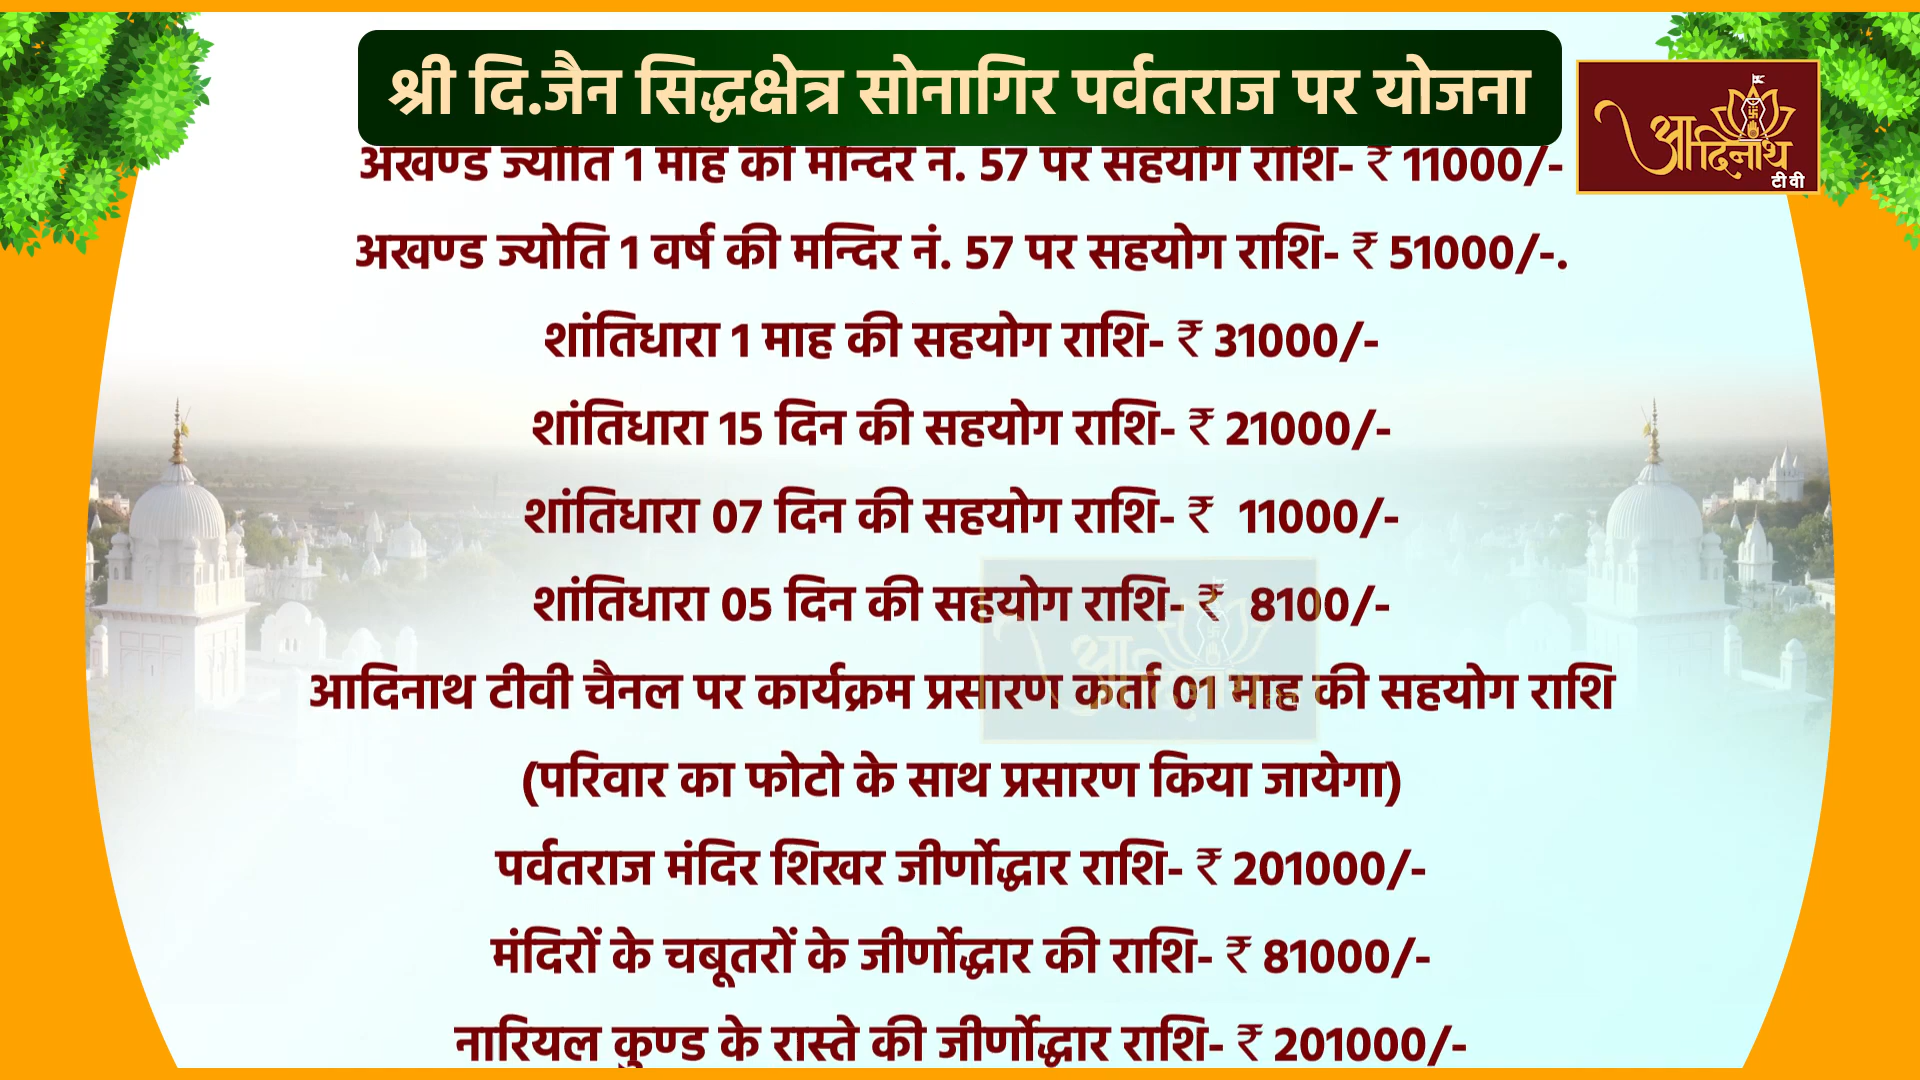 श्री दि.जैन सिद्धक्षेत्र सोनागिर पर्वतराज पर योजना
आदिनाथ
टीवी
अखण्ड ज्योति 1 माह की मन्दिर नं. 57 पर सहयोग राशि- ₹ 11000/-
अखण्ड ज्योति 1 वर्ष की मन्दिर नं. 57 पर सहयोग राशि- ₹ 51000/-.
शांतिधारा 1 माह की सहयोग राशि- ₹ 31000/-
शांतिधारा 15 दिन की सहयोग राशि- ₹ 21000/-
शांतिधारा 07 दिन की सहयोग राशि- ₹ 11000/-
शांतिधारा 05 दिन की सहयोग राशि- ₹ 8100/-
आदिनाथ टीवी चैनल पर कार्यक्रम प्रसारण कर्ता 01 माह की सहयोग राशि
(परिवार का फोटो के साथ प्रसारण किया जायेगा)
पर्वतराज मंदिर शिखर जीर्णोद्धार राशि- ₹ 201000/-
मंदिरों के चबूतरों के जीर्णोद्धार की राशि- ₹ 81000/-
नारियल कुण्ड के रास्ते की जीर्णोद्धार राशि- ₹ 201000/-